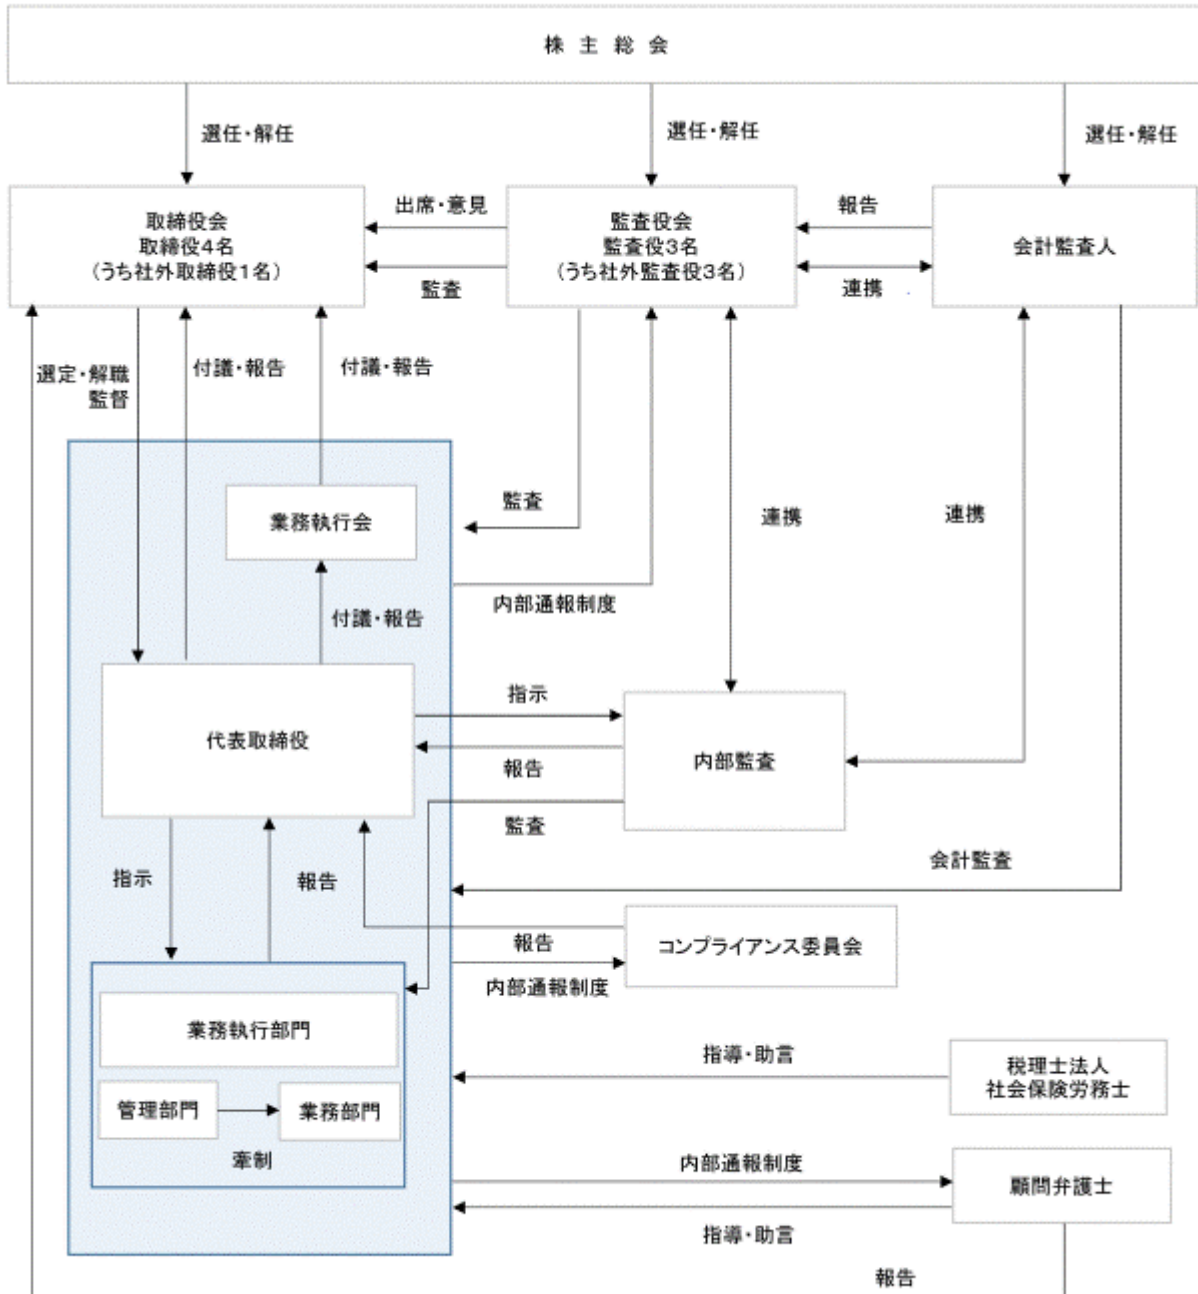 株 主 総 会
選任・解任
選任・解任
選任・解任
取締役会
取締役4名
(うち社外取締役1名)
出席・意見
監査
監査役会
監査役3名
(うち社外監査役3名)
報告
連携
会計監査人
選定・解職
監督
付議・報告
付議・報告
業務執行会
監査
連携
連携
内部通報制度
付議・報告
代表取締役
指示
報告
監査
内部監査
指示
報告
会計監査
報告
内部通報制度
コンプライアンス委員会
業務執行部門
管理部門
業務部門
牽制
指導・助言
税理士法人
社会保険労務士
内部通報制度
顧問弁護士
指導・助言
報告